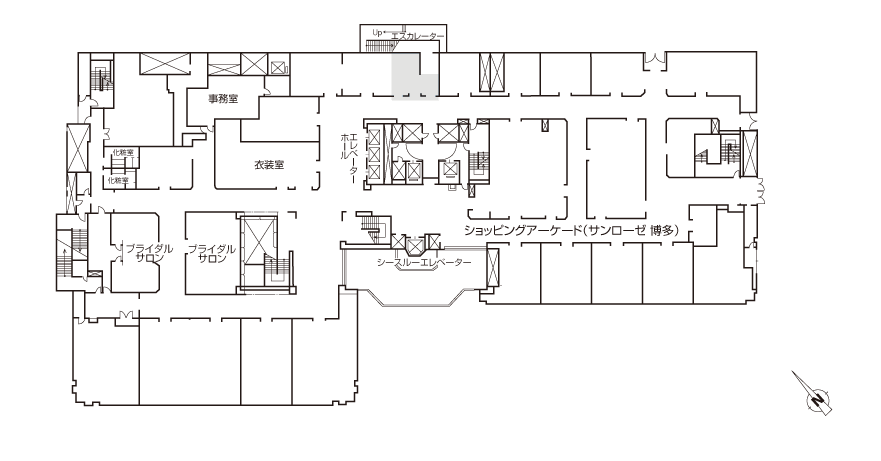 Up
エスカレーター
事務室
エレベーター
ホール
化粧室
衣装室
化粧室
ショッピングアーケード(サンローゼ 博多)
ブライダル
サロン
ブライダル
サロン
シースルーエレベーター
N